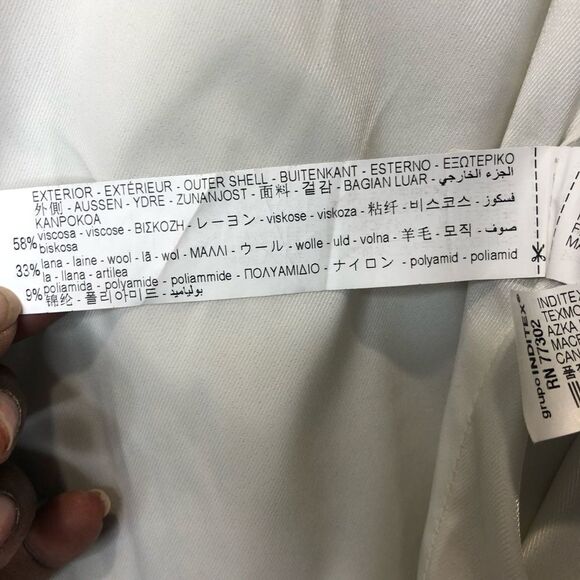 EXTERIOR - EXTÉRIEUR - OUTER SHELL - BUITENKANT - ESTERNO - ΕΞΩΤΕΡΙΚΟ
外側 - AUSSEN - YDRE - ZUNANJOST - 面料 - 겉감 - BAGIAN LUAR - الجزء الخارجي
KANPOKOA
58% viscosa - viscose - ΒΙΣΚΟΖΗ - レーヨン - viskose - viskoza - 粘纤 - 비스코스 - فسكوز
biskosa
33% lana - laine - wool - lã - wol - ΜΑΛΛΙ - ウール - wolle - uld - volna - 羊毛 - 모직 - صوف
la - llana - artilea
9% poliamida - polyamide - poliammide - ΠΟΛΥΑΜΙΔΙΟ - ナイロン - polyamid - poliamid
锦纶 - 폴리아미드 - بولياميد
grupo INDITEX®
RN 77302
INDITEX
TEXMO
AZKA
MACE
CAN